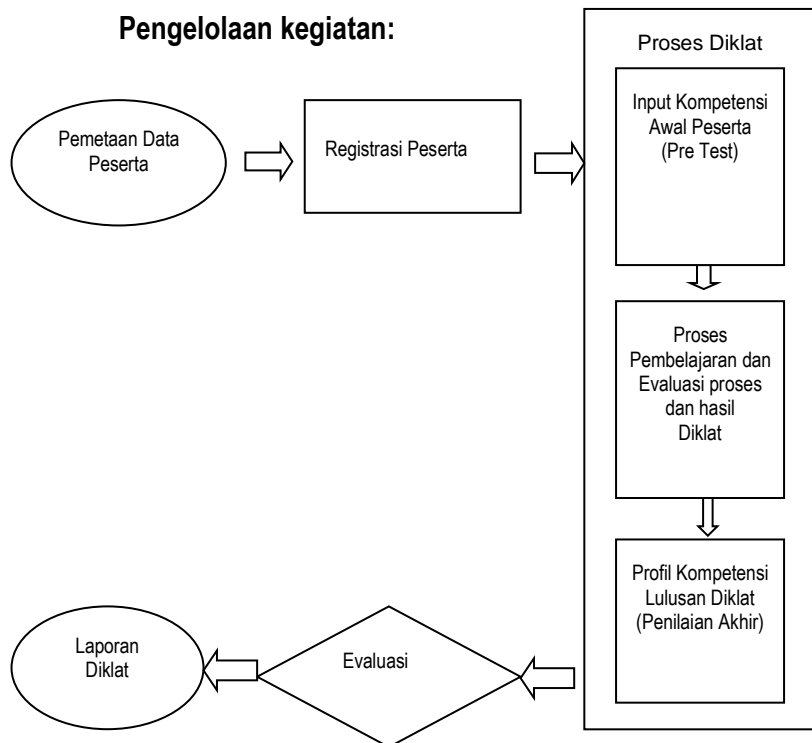 Pengelolaan kegiatan:
Pemetaan Data
Peserta
Registrasi Peserta
Proses Diklat
Input Kompetensi
Awal Peserta
(Pre Test)
Proses
Pembelajaran dan
Evaluasi proses
dan hasil
Diklat
Profil Kompetensi
Lulusan Diklat
(Penilaian Akhir)
Evaluasi
Laporan
Diklat